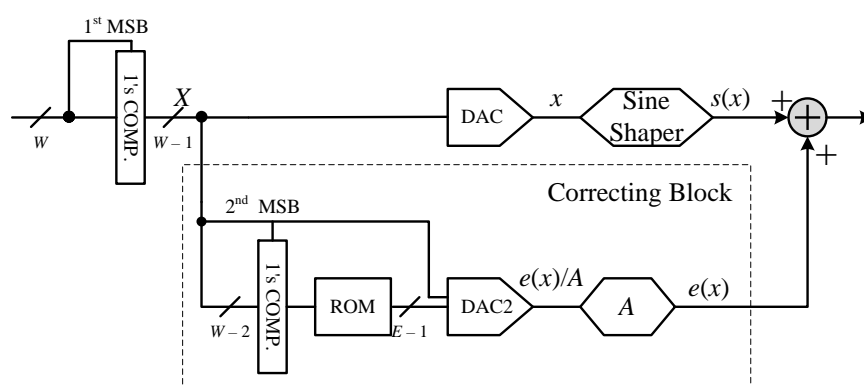 1st MSB
1's COMP.
W
X
W – 1
DAC
x
Sine
Shaper
s(x)
+
+
+
Correcting Block
2nd MSB
W – 2
1's COMP.
ROM
E – 1
DAC2
e(x)/A
A
e(x)